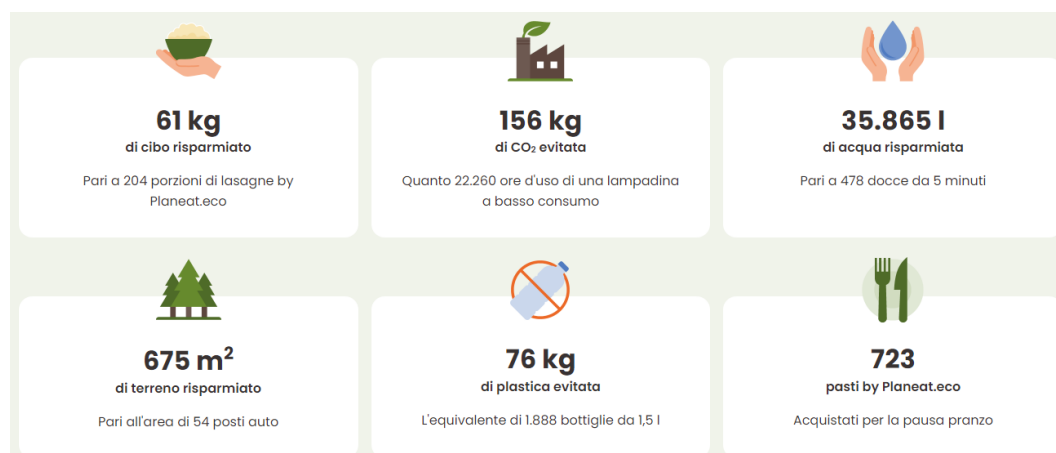 61 kg
di cibo risparmiato
Pari a 204 porzioni di lasagne by
Planeat.eco
156 kg
di CO₂ evitata
Quanto 22.260 ore d'uso di una lampadina
a basso consumo
35.865 l
di acqua risparmiata
Pari a 478 docce da 5 minuti
675 m²
di terreno risparmiato
Pari all'area di 54 posti auto
76 kg
di plastica evitata
L'equivalente di 1.888 bottiglie da 1,5 l
723
pasti by Planeat.eco
Acquistati per la pausa pranzo